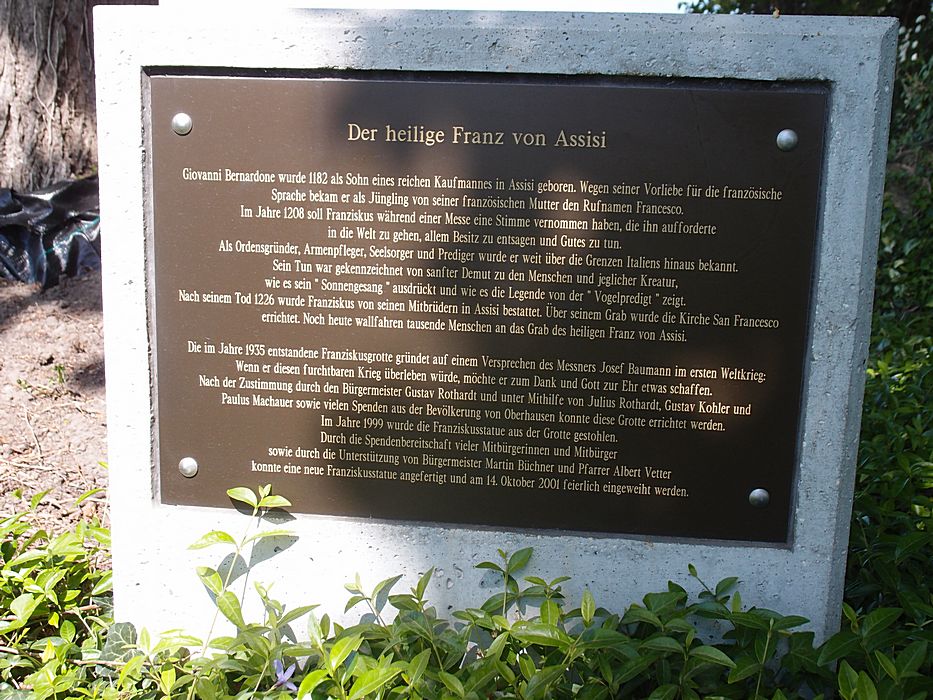 Der heilige Franz von Assisi
Giovanni Bernardone wurde 1182 als Sohn eines reichen Kaufmannes in Assisi geboren. Wegen seiner Vorliebe für die französische
Sprache bekam er als Jüngling von seiner französischen Mutter den Rufnamen Francesco.
Im Jahre 1208 soll Franziskus während einer Messe eine Stimme vernommen haben, die ihn aufforderte
in die Welt zu gehen, allem Besitz zu entsagen und Gutes zu tun.
Als Ordensgründer, Armenpfleger, Seelsorger und Prediger wurde er weit über die Grenzen Italiens hinaus bekannt.
Sein Tun war gekennzeichnet von sanfter Demut zu den Menschen und jeglicher Kreatur,
wie es sein " Sonnengesang " ausdrückt und wie es die Legende von der " Vogelpredigt " zeigt.
Nach seinem Tod 1226 wurde Franziskus von seinen Mitbrüdern in Assisi bestattet. Über seinem Grab wurde die Kirche San Francesco
errichtet. Noch heute wallfahren tausende Menschen an das Grab des heiligen Franz von Assisi.
Die im Jahre 1935 entstandene Franziskusgrotte gründet auf einem Versprechen des Messners Josef Baumann im ersten Weltkrieg:
Wenn er diesen furchtbaren Krieg überleben würde, möchte er zum Dank und Gott zur Ehr etwas schaffen.
Nach der Zustimmung durch den Bürgermeister Gustav Rothardt und unter Mithilfe von Julius Rothardt, Gustav Kohler und
Paulus Machauer sowie vielen Spenden aus der Bevölkerung von Oberhausen konnte diese Grotte errichtet werden.
Im Jahre 1999 wurde die Franziskusstatue aus der Grotte gestohlen.
Durch die Spendenbereitschaft vieler Mitbürgerinnen und Mitbürger
sowie durch die Unterstützung von Bürgermeister Martin Büchner und Pfarrer Albert Vetter
konnte eine neue Franziskusstatue angefertigt und am 14. Oktober 2001 feierlich eingeweiht werden.